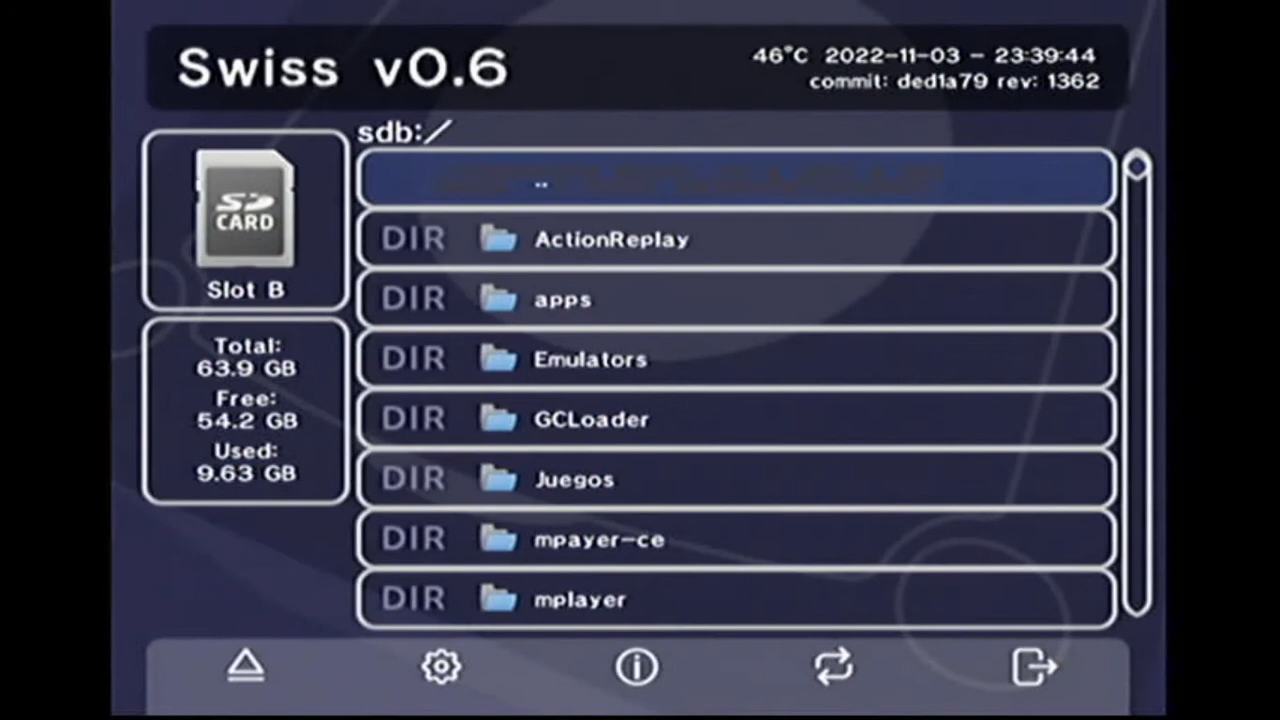 Swiss v0.6
46°C 2022-11-03 - 23:39:44
commit: ded1a79 rev: 1362
sdb:/
SD
CARD
Slot B
Total:
63.9 GB
Free:
54.2 GB
Used:
9.63 GB
..
DIR ActionReplay
DIR apps
DIR Emulators
DIR GCLoader
DIR Juegos
DIR mpayer-ce
DIR mplayer